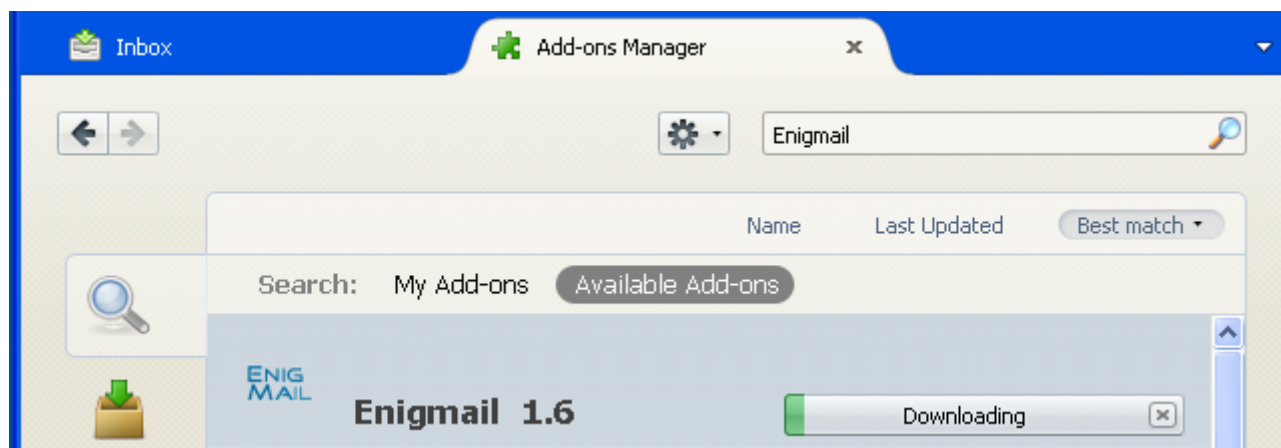 Inbox Add-ons Manager
Enigmail
Name Last Updated Best match
Search: My Add-ons Available Add-ons
ENIG
MAIL
Enigmail 1.6 Downloading